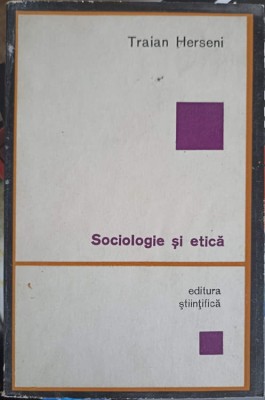 Traian Herseni
Sociologie și etică
editura
științifică